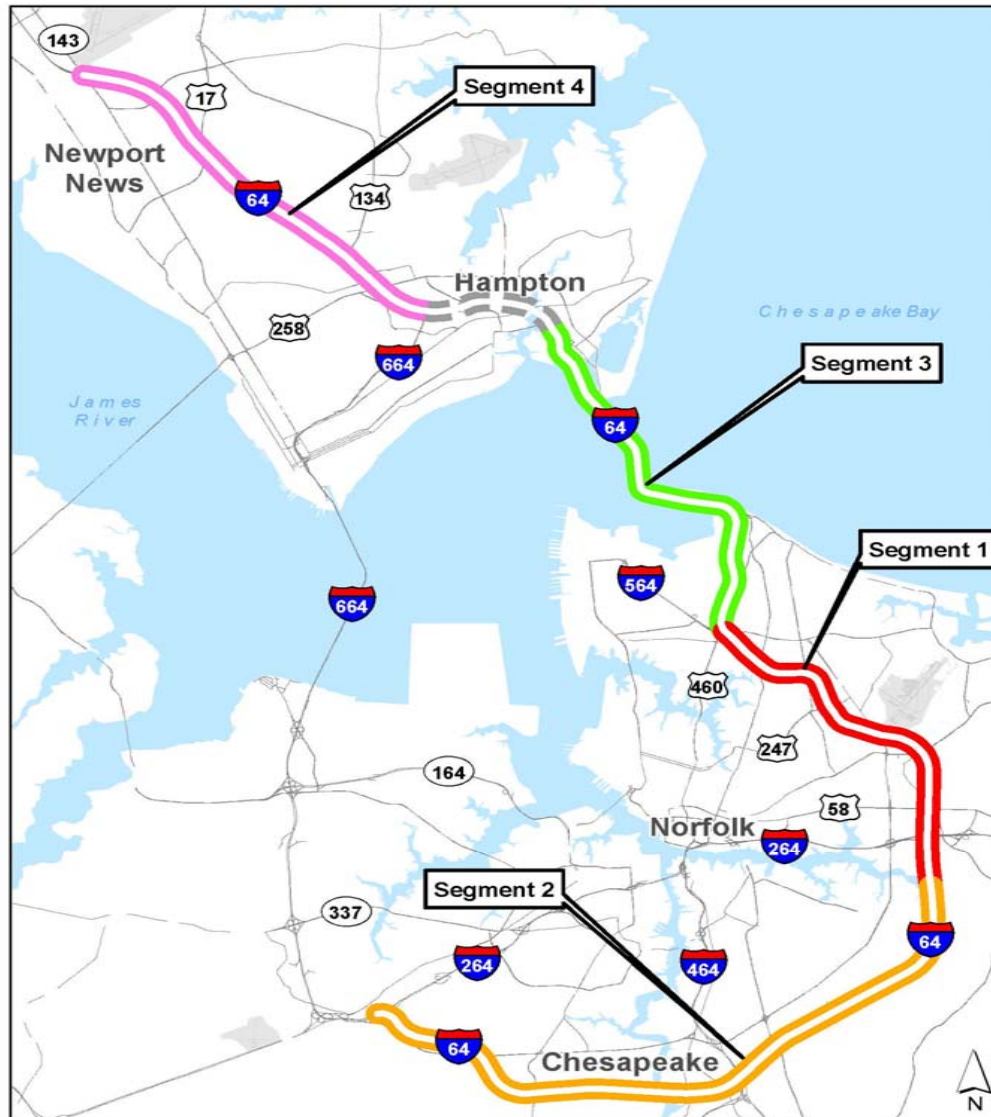 143
Segment 4
17
Newport
News
64
134
Hampton
Chesapeake Bay
258
664
Segment 3
James
River
64
Segment 1
564
664
460
247
164
58
Norfolk
264
Segment 2
337
64
264
464
64
Chesapeake
N